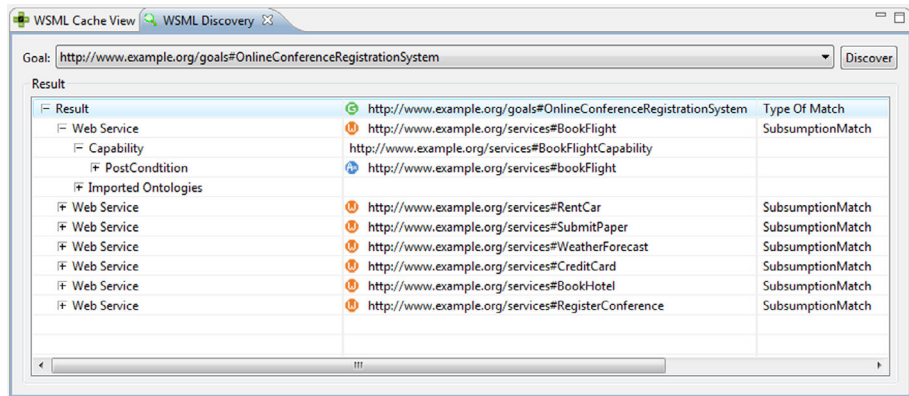 WSML Cache View WSML Discovery
Goal: http://www.example.org/goals#OnlineConferenceRegistrationSystem Discover
Result
Result http://www.example.org/goals#OnlineConferenceRegistrationSystem Type Of Match
Web Service http://www.example.org/services#BookFlight SubsumptionMatch
Capability http://www.example.org/services#BookFlightCapability
PostCondtition http://www.example.org/services#bookFlight
Imported Ontologies
Web Service http://www.example.org/services#RentCar SubsumptionMatch
Web Service http://www.example.org/services#SubmitPaper SubsumptionMatch
Web Service http://www.example.org/services#WeatherForecast SubsumptionMatch
Web Service http://www.example.org/services#CreditCard SubsumptionMatch
Web Service http://www.example.org/services#BookHotel SubsumptionMatch
Web Service http://www.example.org/services#RegisterConference SubsumptionMatch